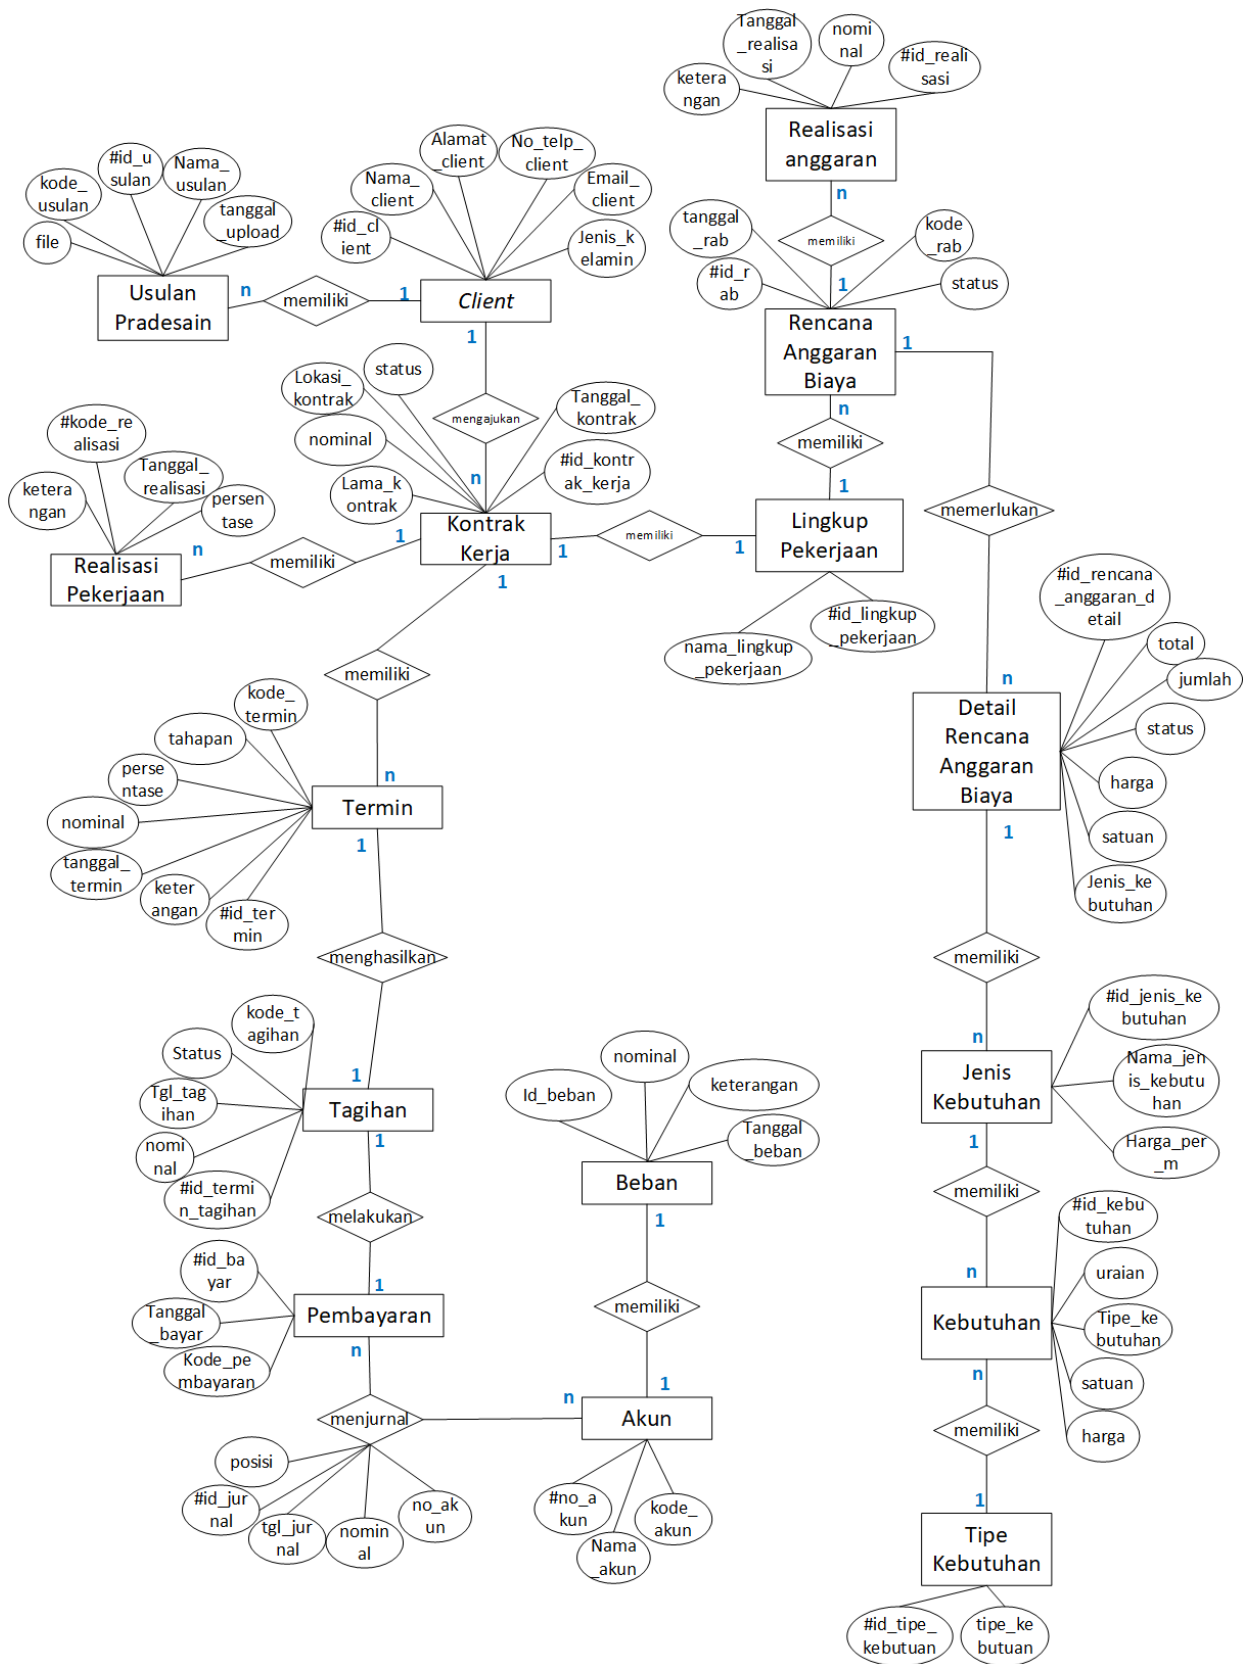 Tanggal
_realisa
si
nomi
nal
#id_reali
sasi
ketera
ngan
Realisasi
anggaran
n
memiliki
1
tanggal
_rab
kode
_rab
#id_r
ab
status
Rencana
Anggaran
Biaya
1
n
memiliki
1
Alamat
_client
No_telp_
client
Nama_
client
Email_
client
#id_cl
ient
Jenis_k
elamin
#id_u
sulan
Nama_
usulan
kode_
usulan
tanggal
_upload
file
Usulan
Pradesain
n
memiliki
1
Client
1
mengajukan
n
status
Lokasi_
kontrak
Tanggal_
kontrak
nominal
#id_kontr
ak_kerja
Lama_k
ontrak
Kontrak
Kerja
#kode_re
alisasi
Tanggal_
realisasi
ketera
ngan
persen
tase
Realisasi
Pekerjaan
n
memiliki
1
1
memiliki
1
Lingkup
Pekerjaan
#id_lingkup
_pekerjaan
nama_lingkup
_pekerjaan
memerlukan
n
#id_rencana
_anggaran_d
etail
total
jumlah
status
harga
satuan
Jenis_ke
butuhan
Detail
Rencana
Anggaran
Biaya
1
1
memiliki
n
kode_
termin
tahapan
perse
ntase
nominal
tanggal_
termin
keter
angan
#id_ter
min
Termin
1
menghasilkan
1
kode_t
agihan
Status
Tgl_tag
ihan
nomi
nal
#id_termi
n_tagihan
Tagihan
1
melakukan
1
#id_ba
yar
Tanggal
_bayar
Kode_pe
mbayaran
Pembayaran
n
menjurnal
n
posisi
#id_jur
nal
tgl_jur
nal
nomin
al
no_ak
un
nominal
Id_beban
keterangan
Tanggal
_beban
Beban
1
memiliki
1
Akun
#no_a
kun
Nama
_akun
kode_
akun
memiliki
n
#id_jenis_ke
butuhan
Nama_jen
is_kebutu
han
Harga_per
_m
Jenis
Kebutuhan
1
memiliki
n
#id_kebu
tuhan
uraian
Tipe_ke
butuhan
satuan
harga
Kebutuhan
n
memiliki
1
Tipe
Kebutuhan
#id_tipe_
kebutuan
tipe_ke
butuan